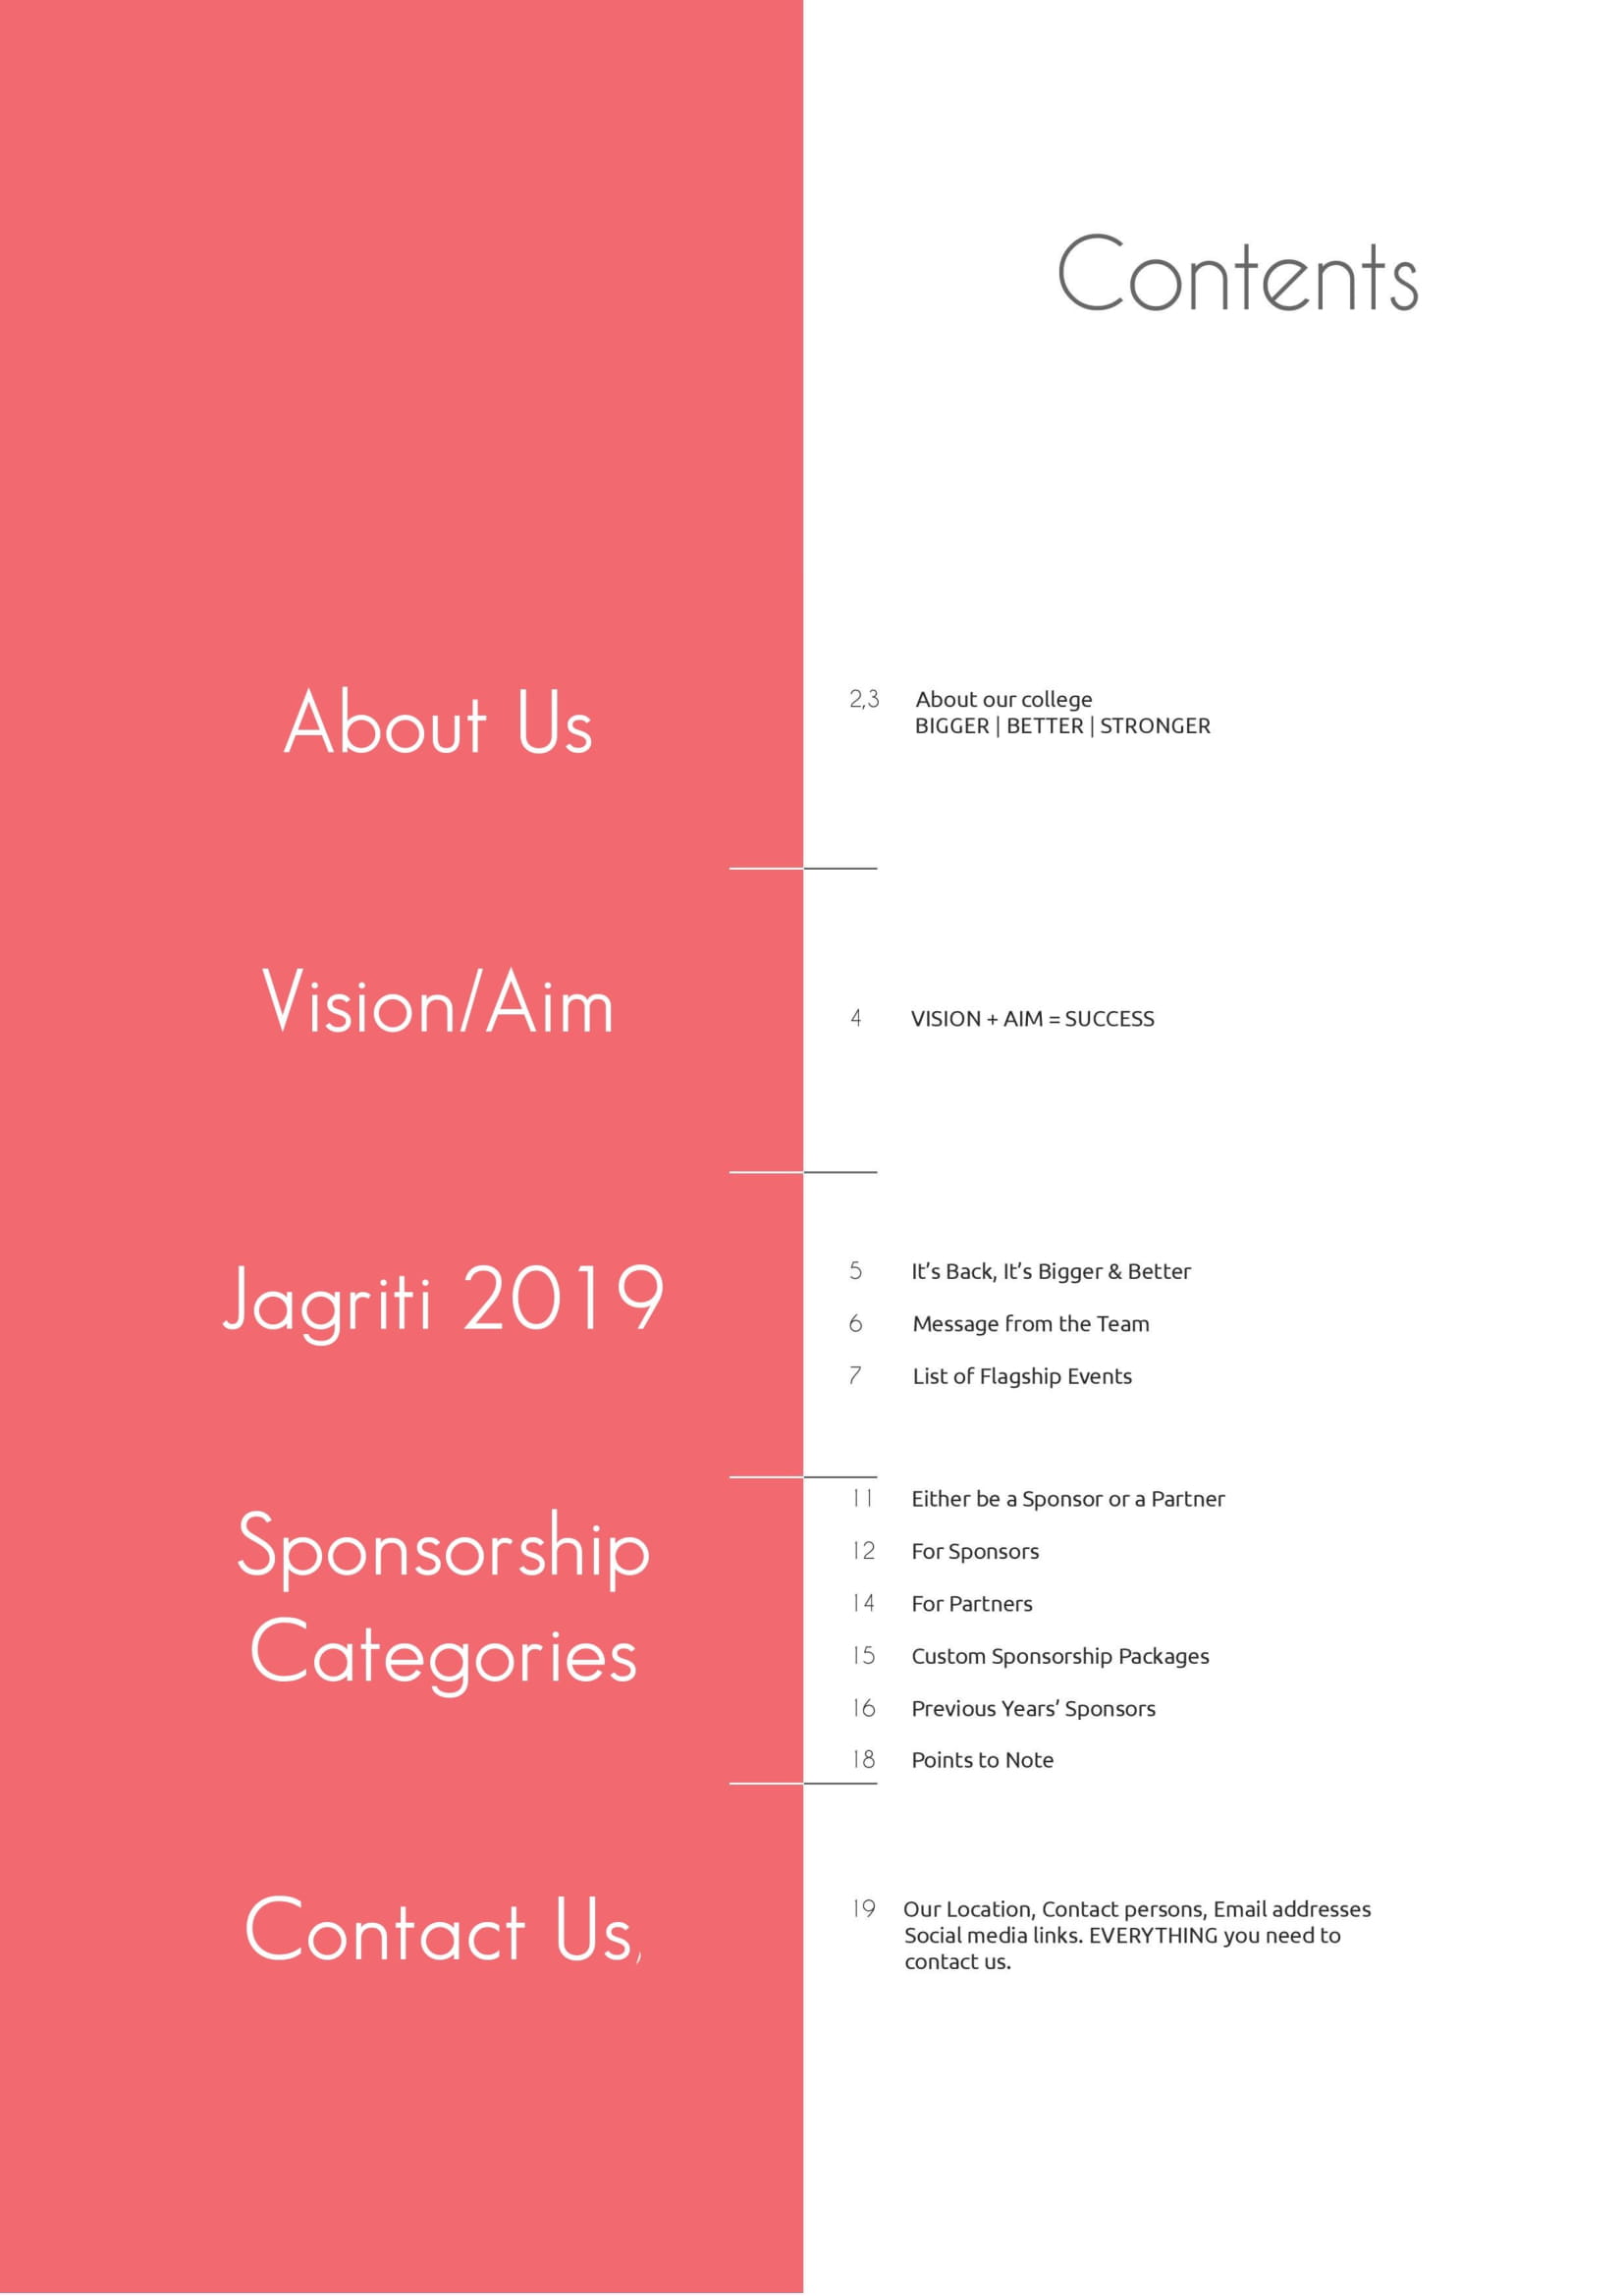 Contents
About Us
2,3 About our college
BIGGER | BETTER | STRONGER
Vision/Aim
4 VISION + AIM = SUCCESS
Jagriti 2019
5 It’s Back, It’s Bigger & Better
6 Message from the Team
7 List of Flagship Events
Sponsorship
Categories
11 Either be a Sponsor or a Partner
12 For Sponsors
14 For Partners
15 Custom Sponsorship Packages
16 Previous Years’ Sponsors
18 Points to Note
Contact Us,
19 Our Location, Contact persons, Email addresses
Social media links. EVERYTHING you need to
contact us.